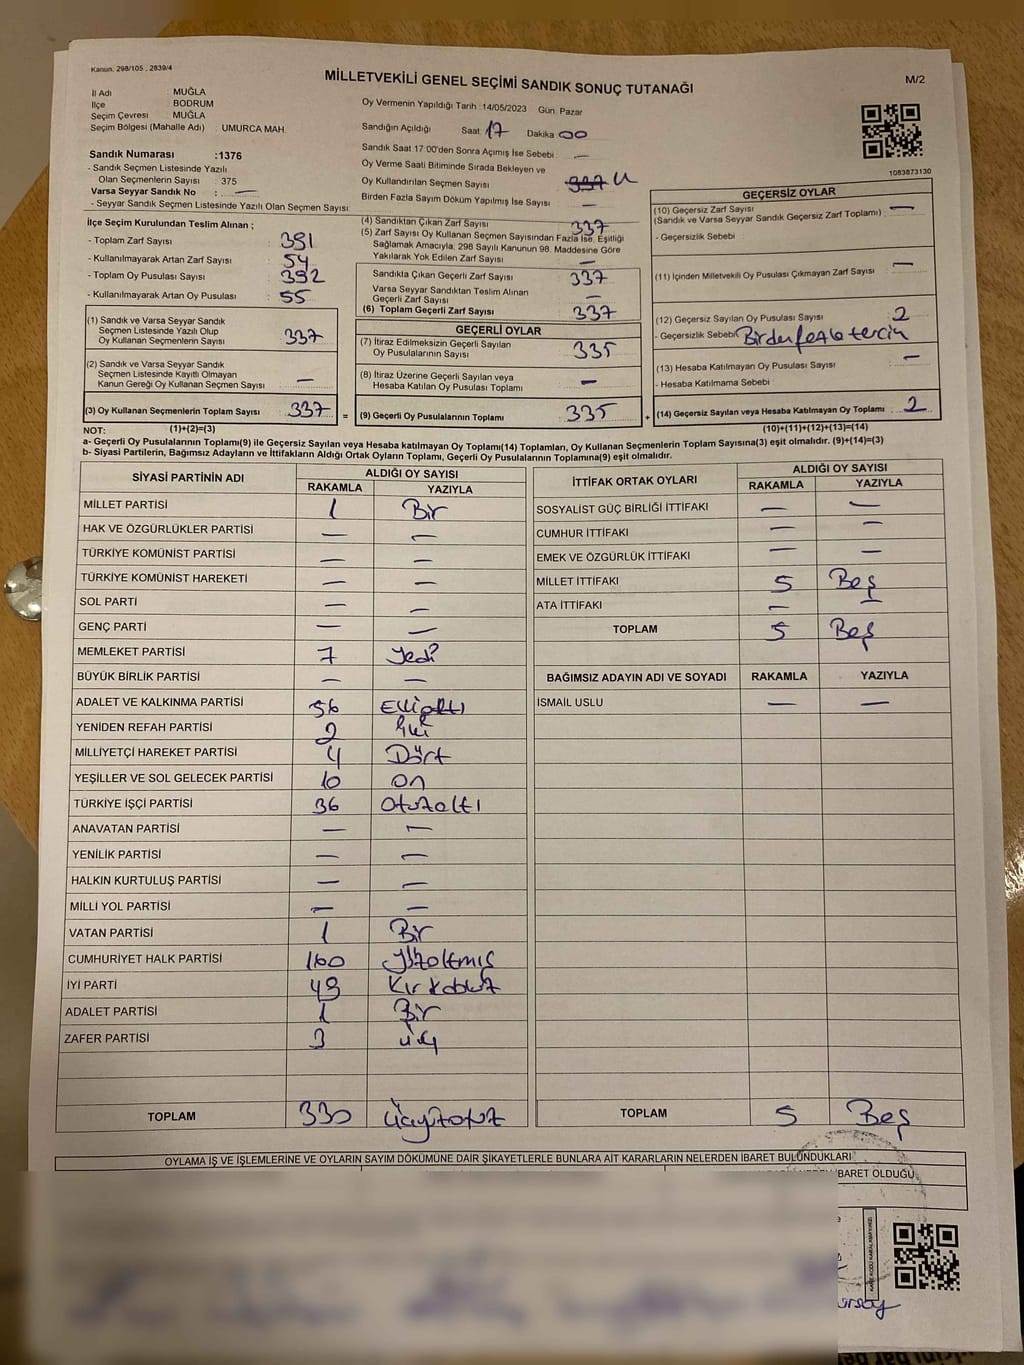 Kanun: 298/105 , 2839/4
MİLLETVEKİLİ GENEL SEÇİMİ SANDIK SONUÇ TUTANAĞI
M/2
İl Adı MUĞLA
İlçe BODRUM
Seçim Çevresi MUĞLA
Seçim Bölgesi (Mahalle Adı) : UMURCA MAH.
Sandık Numarası :1376
- Sandık Seçim Listesinde Yazılı
Olan Seçmenlerin Sayısı : 375
Varsa Seyyar Sandık No : —
- Seyyar Sandık Seçim Listesinde Yazılı Olan Seçmen Sayısı:
Oy Vermenin Yapıldığı Tarih :14/05/2023 Gün: Pazar
Sandığın Açıldığı Saat 17 Dakika 00
Sandık Saat 17:00'den Sonra Açımış İse Sebebi : —
Oy Verme Saati Bitiminde Sırada Bekleyen ve
Oy Kullandırılan Seçmen Sayısı
Birden Fazla Sayım Döküm Yapılmış İse Sayısı : —
1083873130
İlçe Seçim Kurulundan Teslim Alınan ;
- Toplam Zarf Sayısı : 391
- Kullanılmayarak Artan Zarf Sayısı : 54
- Toplam Oy Pusulası Sayısı : 392
- Kullanılmayarak Artan Oy Pusulası : 55
(1) Sandık ve Varsa Seyyar Sandık
Seçmen Listesinde Yazılı Olup
Oy Kullanan Seçmenlerin Sayısı : 337
(2) Sandık ve Varsa Seyyar Sandık
Seçmen Listesinde Kayıtlı Olmayan
Kanun Gereği Oy Kullanan Seçmen Sayısı : —
(3) Oy Kullanan Seçmenlerin Toplam Sayısı : 337 =
(4) Sandıktan Çıkan Zarf Sayısı : 337
(5) Zarf Sayısı Oy Kullanan Seçmen Sayısından Fazla İse, Eşitliği
Sağlamak Amacıyla; 298 Sayılı Kanunun 98. Maddesine Göre
Yakılarak Yok Edilen Zarf Sayısı : —
Sandıkta Çıkan Geçerli Zarf Sayısı : 337
Varsa Seyyar Sandıktan Teslim Alınan
Geçerli Zarf Sayısı : —
(6) Toplam Geçerli Zarf Sayısı : 337
GEÇERLİ OYLAR
(7) İtiraz Edilmeksizin Geçerli Sayılan
Oy Pusulalarının Sayısı : 335
(8) İtiraz Üzerine Geçerli Sayılan veya
Hesaba Katılan Oy Pusulası Toplamı : —
(9) Geçerli Oy Pusulalarının Toplamı : 335 +
GEÇERSİZ OYLAR
(10) Geçersiz Zarf Sayısı
(Sandık ve Varsa Seyyar Sandık Geçersiz Zarf Toplamı) : —
- Geçersizlik Sebebi :
(11) İçinden Milletvekili Oy Pusulası Çıkmayan Zarf Sayısı : —
(12) Geçersiz Sayılan Oy Pusulası Sayısı : 2
- Geçersizlik Sebebi : Birden fazla tercih
(13) Hesaba Katılmayan Oy Pusulası Sayısı : —
- Hesaba Katılmama Sebebi :
(14) Geçersiz Sayılan veya Hesaba Katılmayan Oy Toplamı : 2
NOT: (1)+(2)=(3) (10)+(11)+(12)+(13)=(14)
a- Geçerli Oy Pusulalarının Toplamı(9) ile Geçersiz Sayılan veya Hesaba katılmayan Oy Toplamı(14) Toplamları, Oy Kullanan Seçmenlerin Toplam Sayısına(3) eşit olmalıdır. (9)+(14)=(3)
b- Siyasi Partilerin, Bağımsız Adayların ve İttifakların Aldığı Ortak Oyların Toplamı, Geçerli Oy Pusulalarının Toplamına(9) eşit olmalıdır.
SİYASİ PARTİNİN ADI ALDIĞI OY SAYISI
RAKAMLA YAZIYLA
MİLLET PARTİSİ 1 Bir
HAK VE ÖZGÜRLÜKLER PARTİSİ — —
TÜRKİYE KOMÜNİST PARTİSİ — —
TÜRKİYE KOMÜNİST HAREKETİ — —
SOL PARTİ — —
GENÇ PARTİ — —
MEMLEKET PARTİSİ 7 Yedi
BÜYÜK BİRLİK PARTİSİ — —
ADALET VE KALKINMA PARTİSİ 56 Elli altı
YENİDEN REFAH PARTİSİ 2 İki
MİLLİYETÇİ HAREKET PARTİSİ 4 Dört
YEŞİLLER VE SOL GELECEK PARTİSİ 10 On
TÜRKİYE İŞÇİ PARTİSİ 36 Otuzaltı
ANAVATAN PARTİSİ — —
YENİLİK PARTİSİ — —
HALKIN KURTULUŞ PARTİSİ — —
MİLLİ YOL PARTİSİ — —
VATAN PARTİSİ 1 Bir
CUMHURİYET HALK PARTİSİ 160 Yüzaltmış
İYİ PARTİ 49 Kırkdokuz
ADALET PARTİSİ 1 Bir
ZAFER PARTİSİ 3 üç
TOPLAM 330 üçyüzotuz
İTTİFAK ORTAK OYLARI ALDIĞI OY SAYISI
RAKAMLA YAZIYLA
SOSYALİST GÜÇ BİRLİĞİ İTTİFAKI — —
CUMHUR İTTİFAKI — —
EMEK VE ÖZGÜRLÜK İTTİFAKI — —
MİLLET İTTİFAKI 5 Beş
ATA İTTİFAKI — —
TOPLAM 5 Beş
BAĞIMSIZ ADAYIN ADI VE SOYADI RAKAMLA YAZIYLA
İSMAİL USLU — —
TOPLAM 5 Beş
OYLAMA İŞ VE İŞLEMLERİNE VE OYLARIN SAYIM DÖKÜMÜNE DAİR ŞİKAYETLERLE BUNLARA AİT KARARLARIN NELERDEN İBARET BULUNDUKLARI
İBARET OLDUĞU